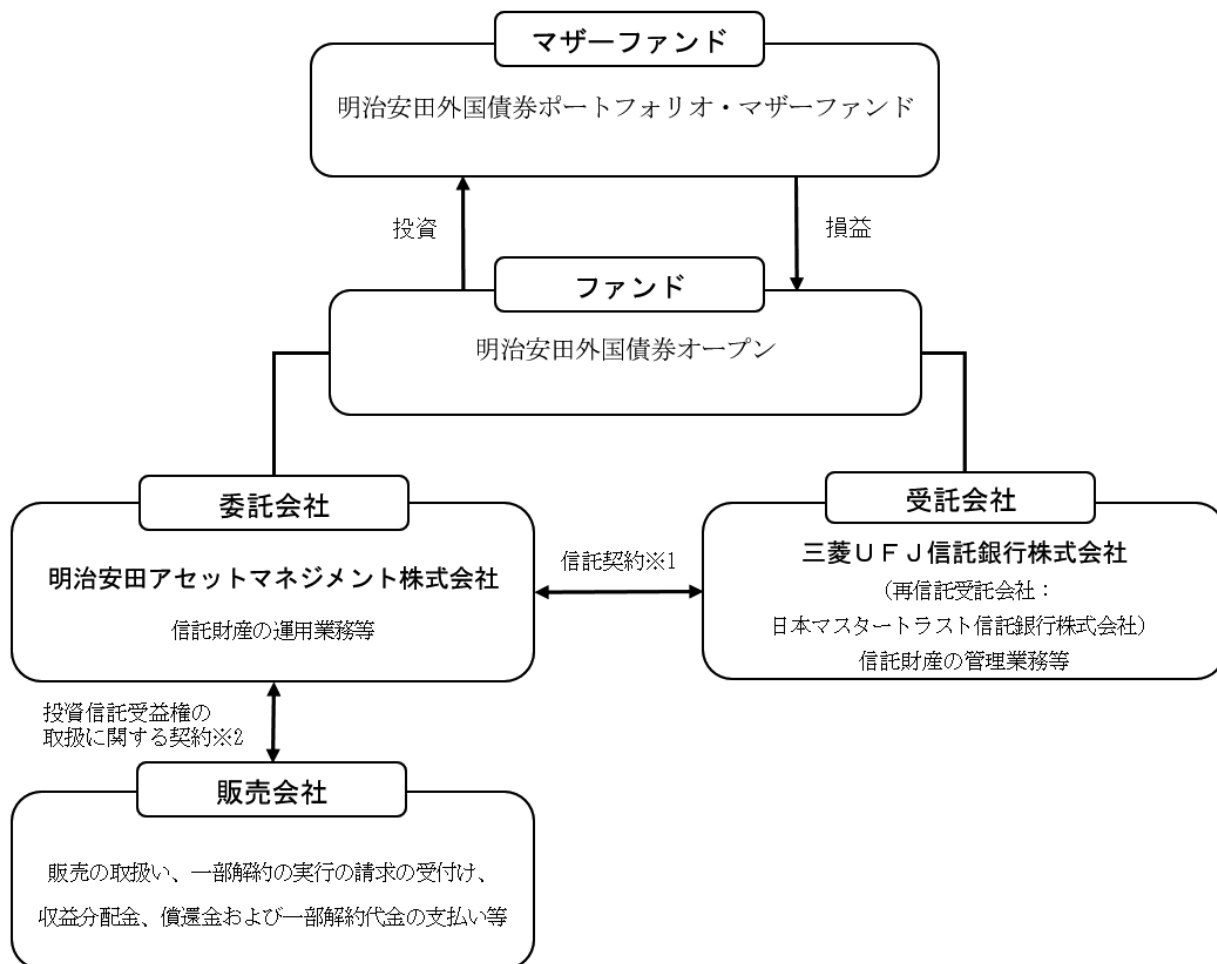 マザーファンド
明治安田外国債券ポートフォリオ・マザーファンド
投資
損益
ファンド
明治安田外国債券オープン
委託会社
明治安田アセットマネジメント株式会社
信託財産の運用業務等
信託契約※1
受託会社
三菱ＵＦＪ信託銀行株式会社
（再信託受託会社：
日本マスタートラスト信託銀行株式会社）
信託財産の管理業務等
投資信託受益権の
取扱に関する契約※2
販売会社
販売の取扱い、一部解約の実行の請求の受付け、
収益分配金、償還金および一部解約代金の支払い等